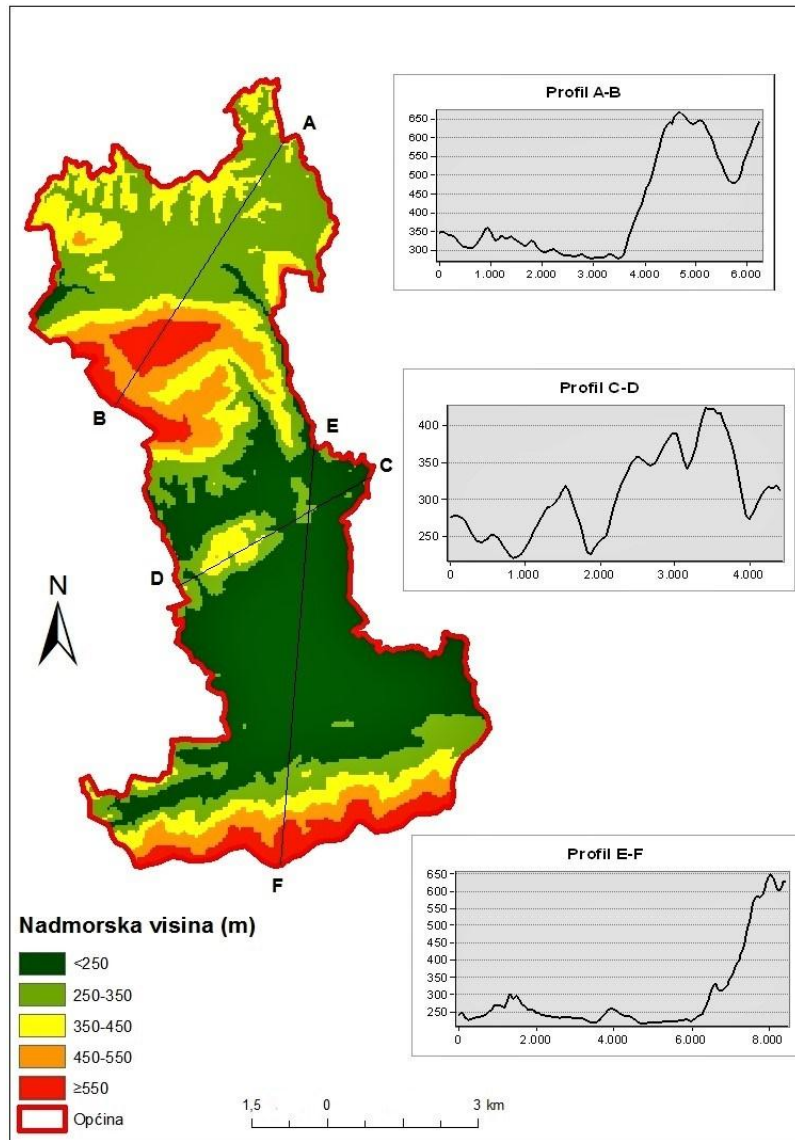 A
B
E
C
D
N
F
Profil A-B
650
600
550
500
450
400
350
300
0 1.000 2.000 3.000 4.000 5.000 6.000
Profil C-D
400
350
300
250
0 1.000 2.000 3.000 4.000
Profil E-F
650
600
550
500
450
400
350
300
250
0 2.000 4.000 6.000 8.000
Nadmorska visina (m)
<250
250-350
350-450
450-550
≥550
Općina
1,5 0 3 km